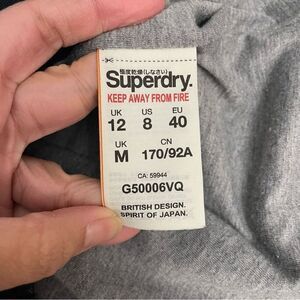 極度乾燥(しなさい)
Superdry.
KEEP AWAY FROM FIRE
UK US EU
12 8 40
UK CN
M 170/92A
CA: 59944
G50006VQ
BRITISH DESIGN.
SPIRIT OF JAPAN.